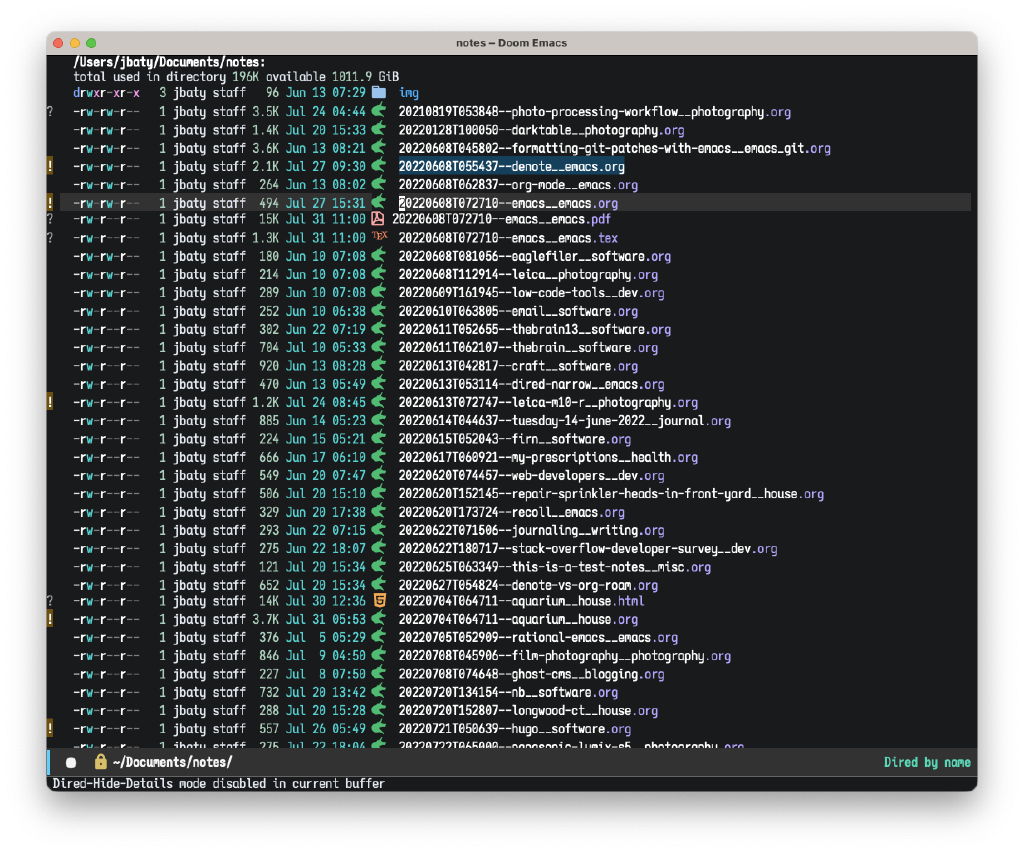 notes – Doom Emacs
/Users/jbaty/Documents/notes:
total used in directory 196K available 1011.9 GiB
drwxr-xr-x 3 jbaty staff 96 Jun 13 07:29 img
? -rw-rw-r-- 1 jbaty staff 3.5K Jul 24 04:44 20210819T053848--photo-processing-workflow__photography.org
-rw-rw-r-- 1 jbaty staff 1.4K Jul 20 15:33 20220128T100050--darktable__photography.org
-rw-rw-r-- 1 jbaty staff 3.6K Jun 13 08:21 20220608T045802--formatting-git-patches-with-emacs__emacs_git.org
! -rw-rw-r-- 1 jbaty staff 2.1K Jul 27 09:30 20220608T055437--denote__emacs.org
-rw-rw-r-- 1 jbaty staff 264 Jun 13 08:02 20220608T062837--org-mode__emacs.org
! -rw-rw-r-- 1 jbaty staff 494 Jul 27 15:31 20220608T072710--emacs__emacs.org
? -rw-r--r-- 1 jbaty staff 15K Jul 31 11:00 20220608T072710--emacs__emacs.pdf
? -rw-r--r-- 1 jbaty staff 1.3K Jul 31 11:00 TEX 20220608T072710--emacs__emacs.tex
-rw-rw-r-- 1 jbaty staff 180 Jun 10 07:08 20220608T081056--eaglefiler__software.org
-rw-rw-r-- 1 jbaty staff 214 Jun 10 07:08 20220608T112914--leica__photography.org
-rw-rw-r-- 1 jbaty staff 289 Jun 10 07:08 20220609T161945--low-code-tools__dev.org
-rw-r--r-- 1 jbaty staff 252 Jun 10 06:38 20220610T063805--email__software.org
-rw-r--r-- 1 jbaty staff 302 Jun 22 07:19 20220611T052655--thebrain13__software.org
-rw-r--r-- 1 jbaty staff 704 Jul 10 05:33 20220611T062107--thebrain__software.org
-rw-r--r-- 1 jbaty staff 920 Jun 13 08:28 20220613T042817--craft__software.org
-rw-r--r-- 1 jbaty staff 470 Jun 13 05:49 20220613T053114--dired-narrow__emacs.org
! -rw-r--r-- 1 jbaty staff 1.2K Jul 24 08:45 20220613T072747--leica-m10-r__photography.org
-rw-r--r-- 1 jbaty staff 885 Jun 14 05:23 20220614T044637--tuesday-14-june-2022__journal.org
-rw-r--r-- 1 jbaty staff 224 Jun 15 05:21 20220615T052043--firn__software.org
-rw-r--r-- 1 jbaty staff 666 Jun 17 06:10 20220617T060921--my-prescriptions__health.org
-rw-r--r-- 1 jbaty staff 549 Jun 20 07:47 20220620T074457--web-developers__dev.org
-rw-r--r-- 1 jbaty staff 506 Jul 20 15:10 20220620T152145--repair-sprinkler-heads-in-front-yard__house.org
-rw-r--r-- 1 jbaty staff 329 Jun 20 17:38 20220620T173724--recoll__emacs.org
-rw-r--r-- 1 jbaty staff 293 Jun 22 07:15 20220622T071506--journaling__writing.org
-rw-r--r-- 1 jbaty staff 275 Jun 22 18:07 20220622T180717--stack-overflow-developer-survey__dev.org
-rw-r--r-- 1 jbaty staff 121 Jul 20 15:34 20220625T063349--this-is-a-test-notes__misc.org
-rw-r--r-- 1 jbaty staff 652 Jul 20 15:34 20220627T054824--denote-vs-org-roam.org
? -rw-r--r-- 1 jbaty staff 14K Jul 30 12:36 20220704T064711--aquarium__house.html
! -rw-r--r-- 1 jbaty staff 3.7K Jul 31 05:53 20220704T064711--aquarium__house.org
-rw-r--r-- 1 jbaty staff 376 Jul 5 05:29 20220705T052909--rational-emacs__emacs.org
-rw-r--r-- 1 jbaty staff 846 Jul 9 04:50 20220708T045906--film-photography__photography.org
-rw-r--r-- 1 jbaty staff 227 Jul 8 07:50 20220708T074648--ghost-cms__blogging.org
-rw-r--r-- 1 jbaty staff 732 Jul 20 13:42 20220720T134154--nb__software.org
-rw-r--r-- 1 jbaty staff 288 Jul 20 15:28 20220720T152807--longwood-ct__house.org
! -rw-r--r-- 1 jbaty staff 557 Jul 26 05:49 20220721T050639--hugo__software.org
-rw-r--r-- 1 jbaty staff 275 Jul 22 18:04 20220722T065000--panasonic-lumix-s5__photography.org
~/Documents/notes/ Dired by name
Dired-Hide-Details mode disabled in current buffer